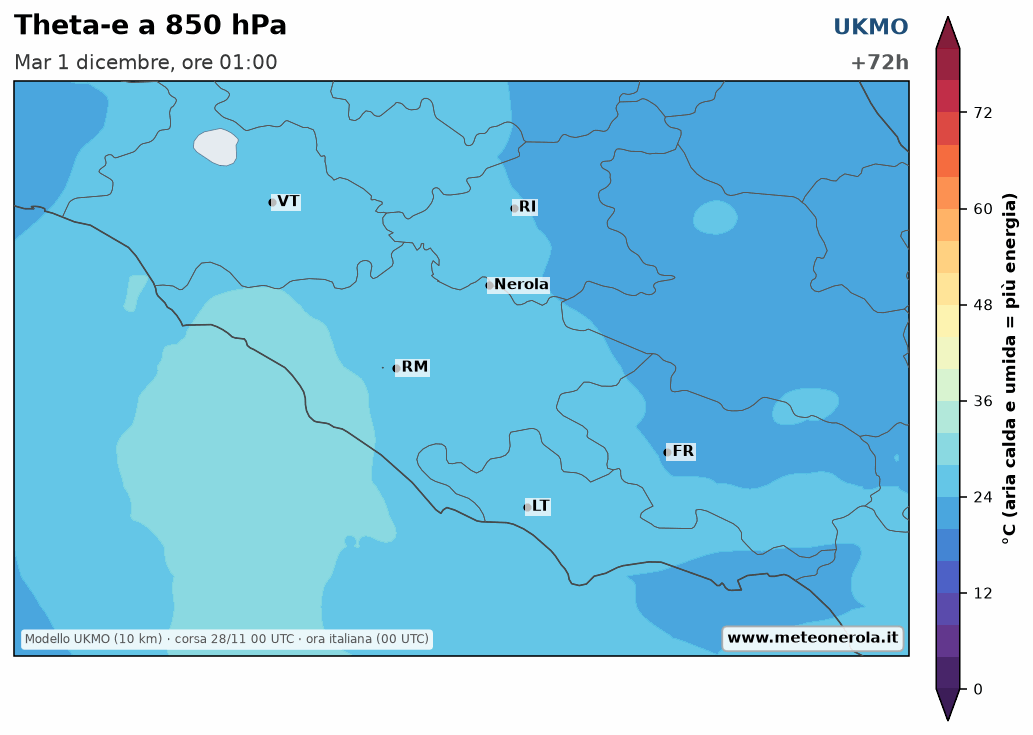 Theta-e a 850 hPa
UKMO
Mar 1 dicembre, ore 01:00
+72h
VT
RI
Nerola
RM
FR
LT
72
60
48
36
24
12
0
°C (aria calda e umida = più energia)
Modello UKMO (10 km) · corsa 28/11 00 UTC · ora italiana (00 UTC)
www.meteonerola.it